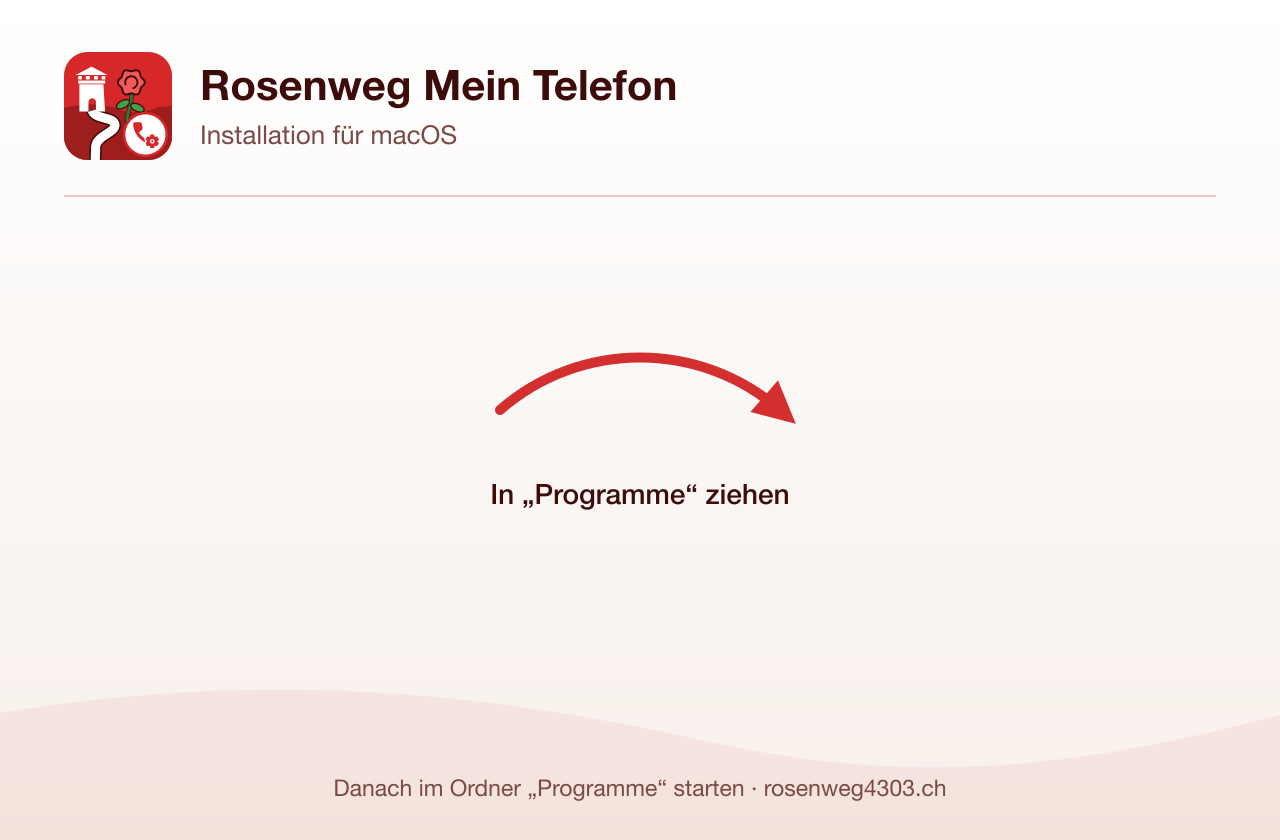 Rosenweg Mein Telefon
Installation für macOS
In „Programme“ ziehen
Danach im Ordner „Programme“ starten · rosenweg4303.ch